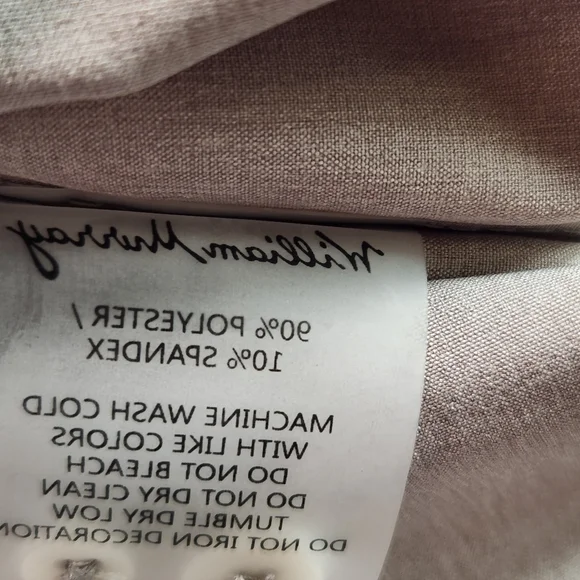 William Murray
90% POLYESTER /
10% SPANDEX
MACHINE WASH COLD
WITH LIKE COLORS
DO NOT BLEACH
DO NOT DRY CLEAN
TUMBLE DRY LOW
DO NOT IRON DECORATION